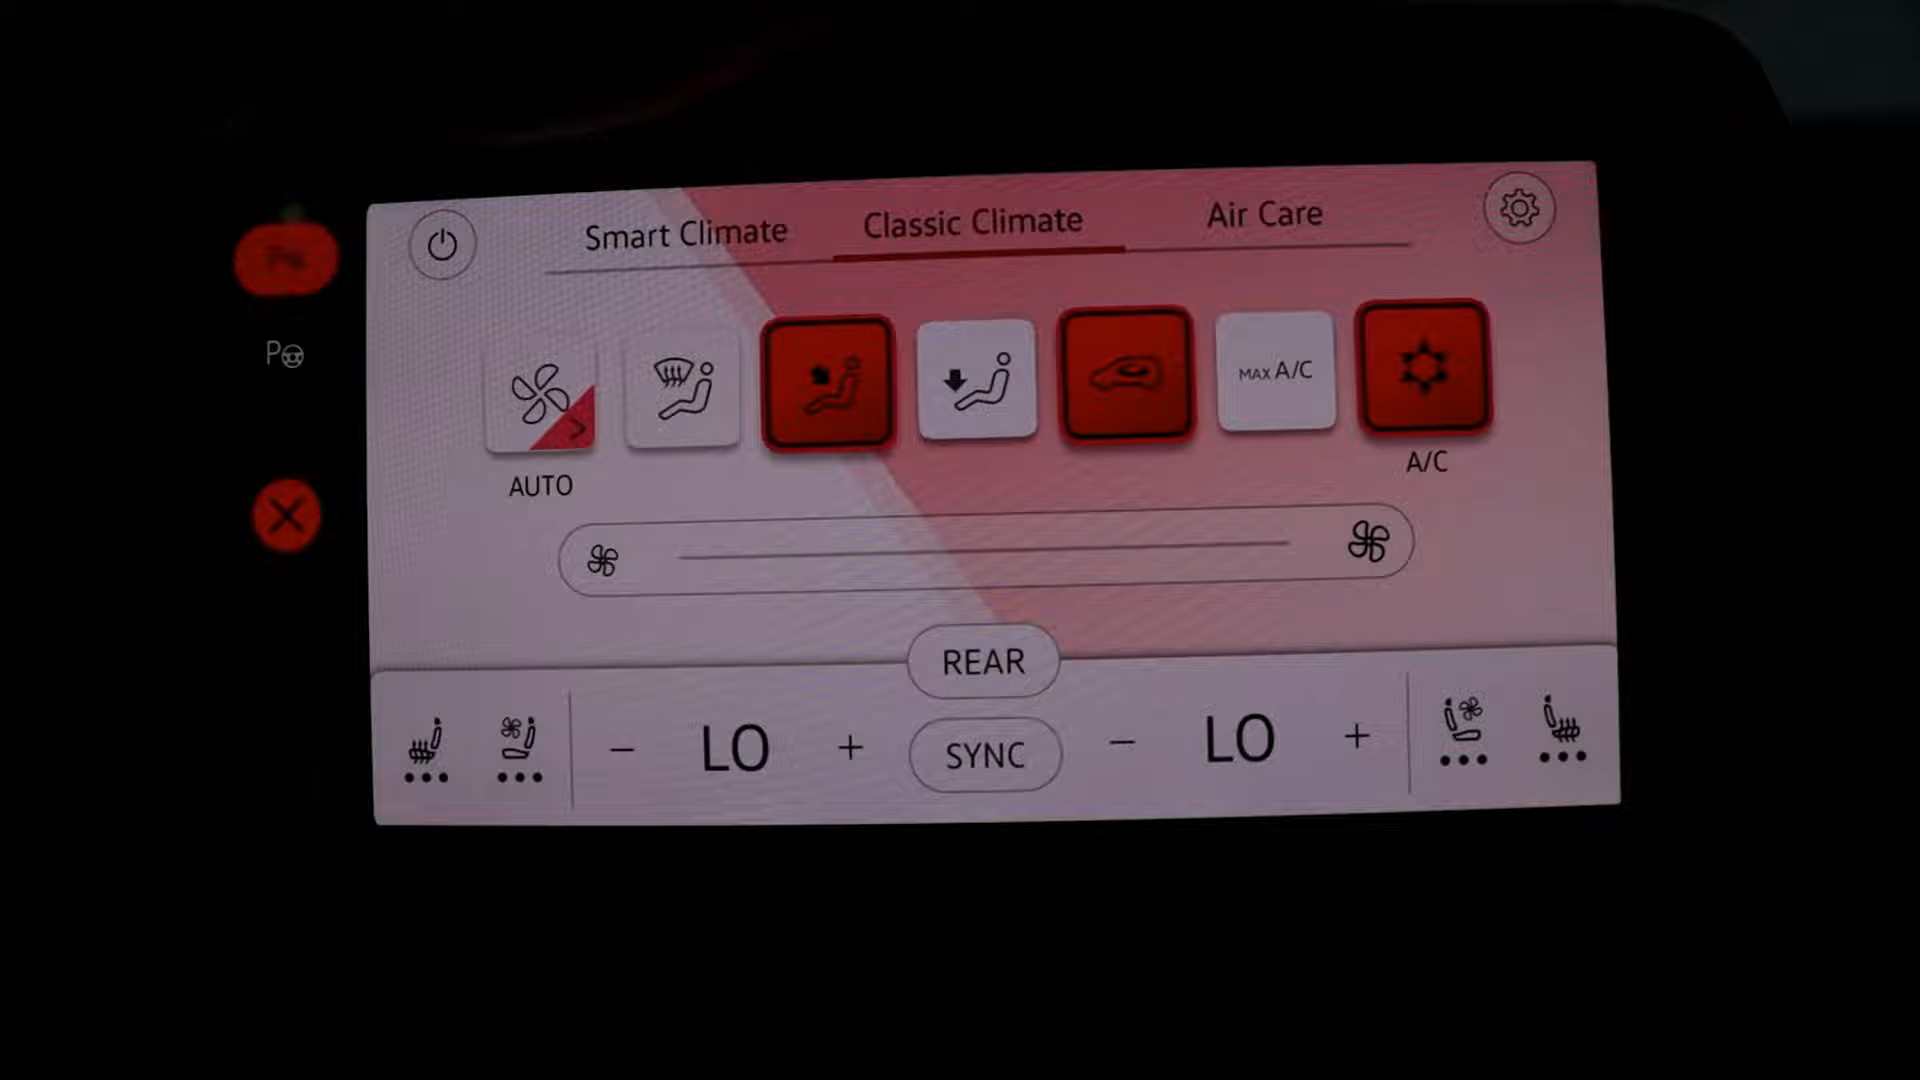 Smart Climate
Classic Climate
Air Care
P
MAX A/C
AUTO
A/C
REAR
− LO +
SYNC
− LO +